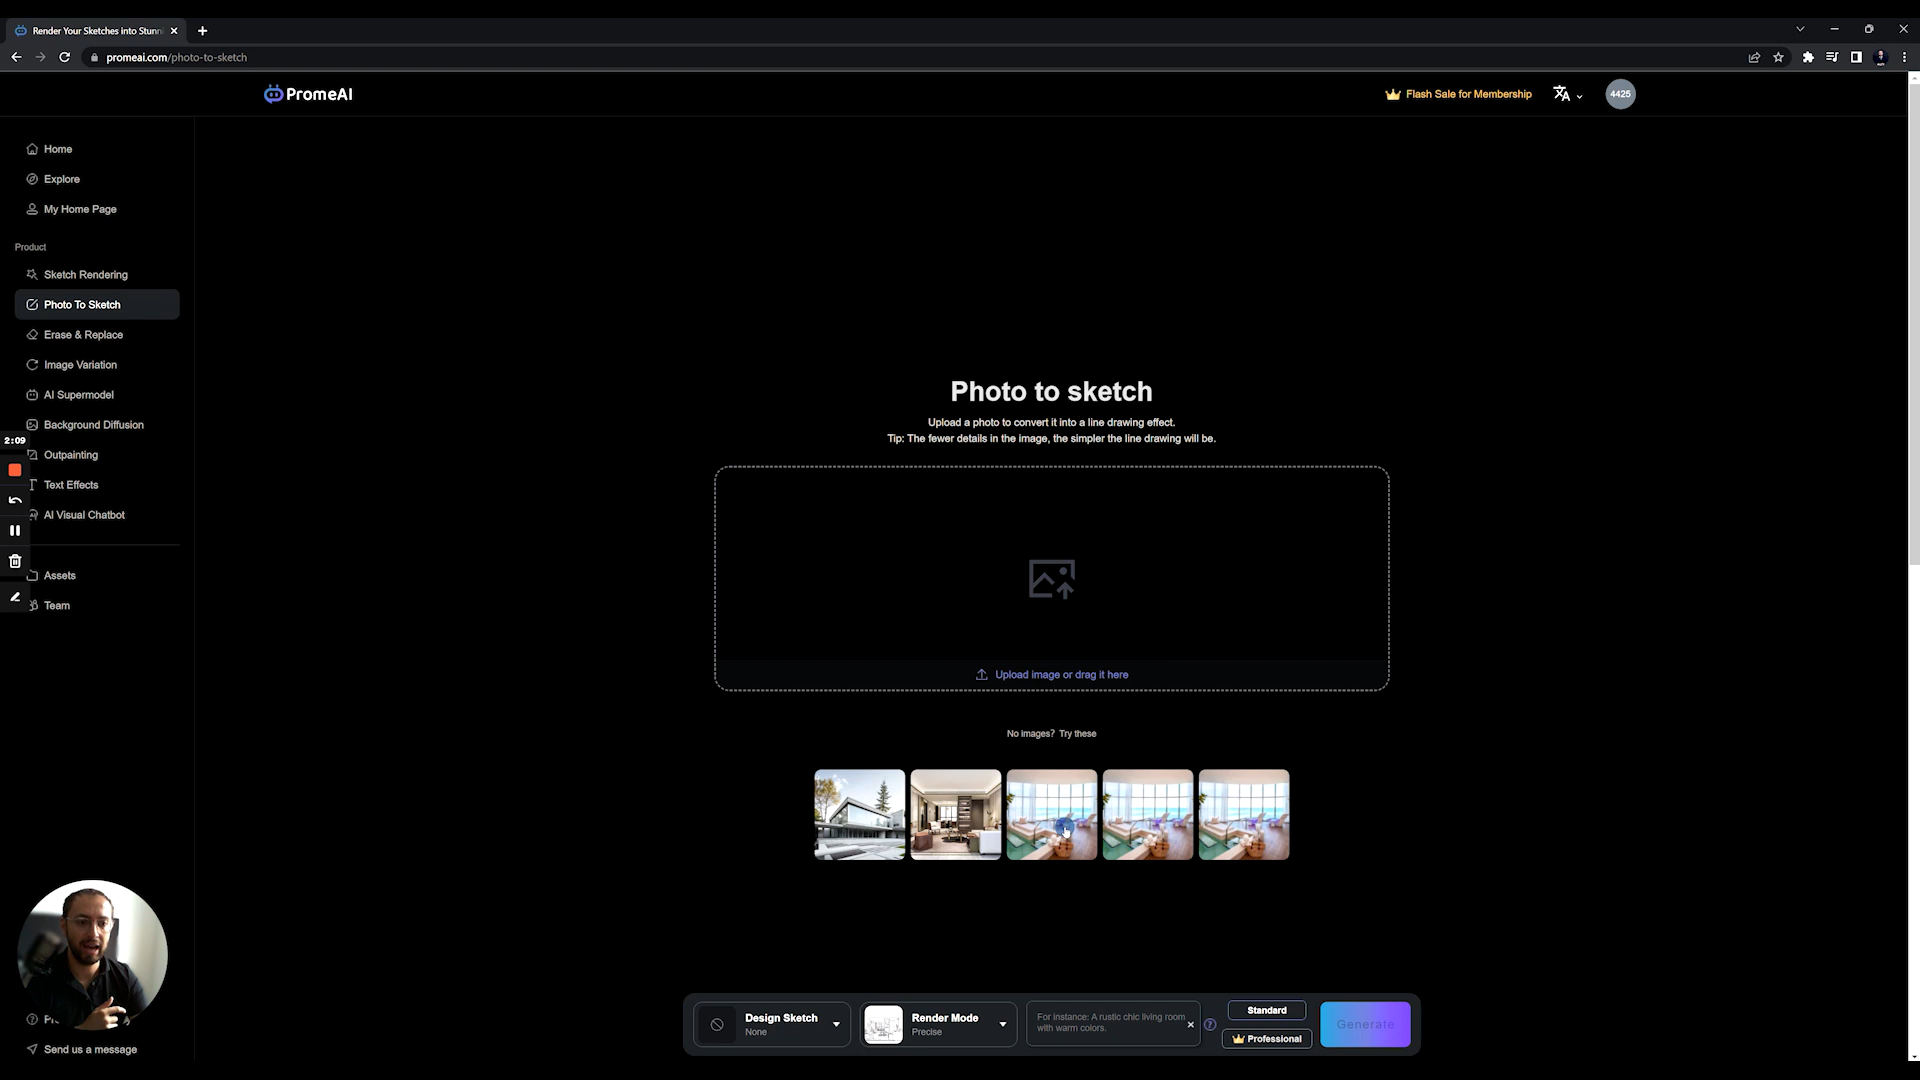 Render Your Sketches into Stunni
promeai.com/photo-to-sketch
PromeAI
Flash Sale for Membership
4425
Home
Explore
My Home Page
Product
Sketch Rendering
Photo To Sketch
Erase & Replace
Image Variation
AI Supermodel
Background Diffusion
2:09
Outpainting
Text Effects
AI Visual Chatbot
Assets
Team
Send us a message
Photo to sketch
Upload a photo to convert it into a line drawing effect.
Tip: The fewer details in the image, the simpler the line drawing will be.
Upload image or drag it here
No images? Try these
Design Sketch
None
Render Mode
Precise
For instance: A rustic chic living room
with warm colors.
Standard
Professional
Generate